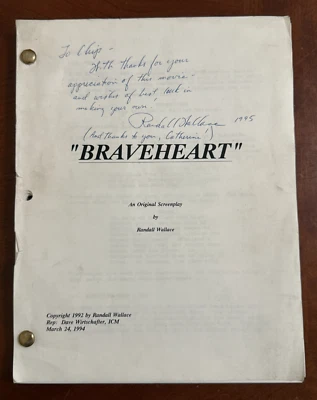 To Chip –
With thanks for your
appreciation of this movie –
and wishes of best luck in
making your own.
Randall Wallace 1995
(And thanks to you, Catherine!)
"BRAVEHEART"
An Original Screenplay
by
Randall Wallace
Copyright 1992 by Randall Wallace
Rep: Dave Wirtschafter, ICM
March 24, 1994